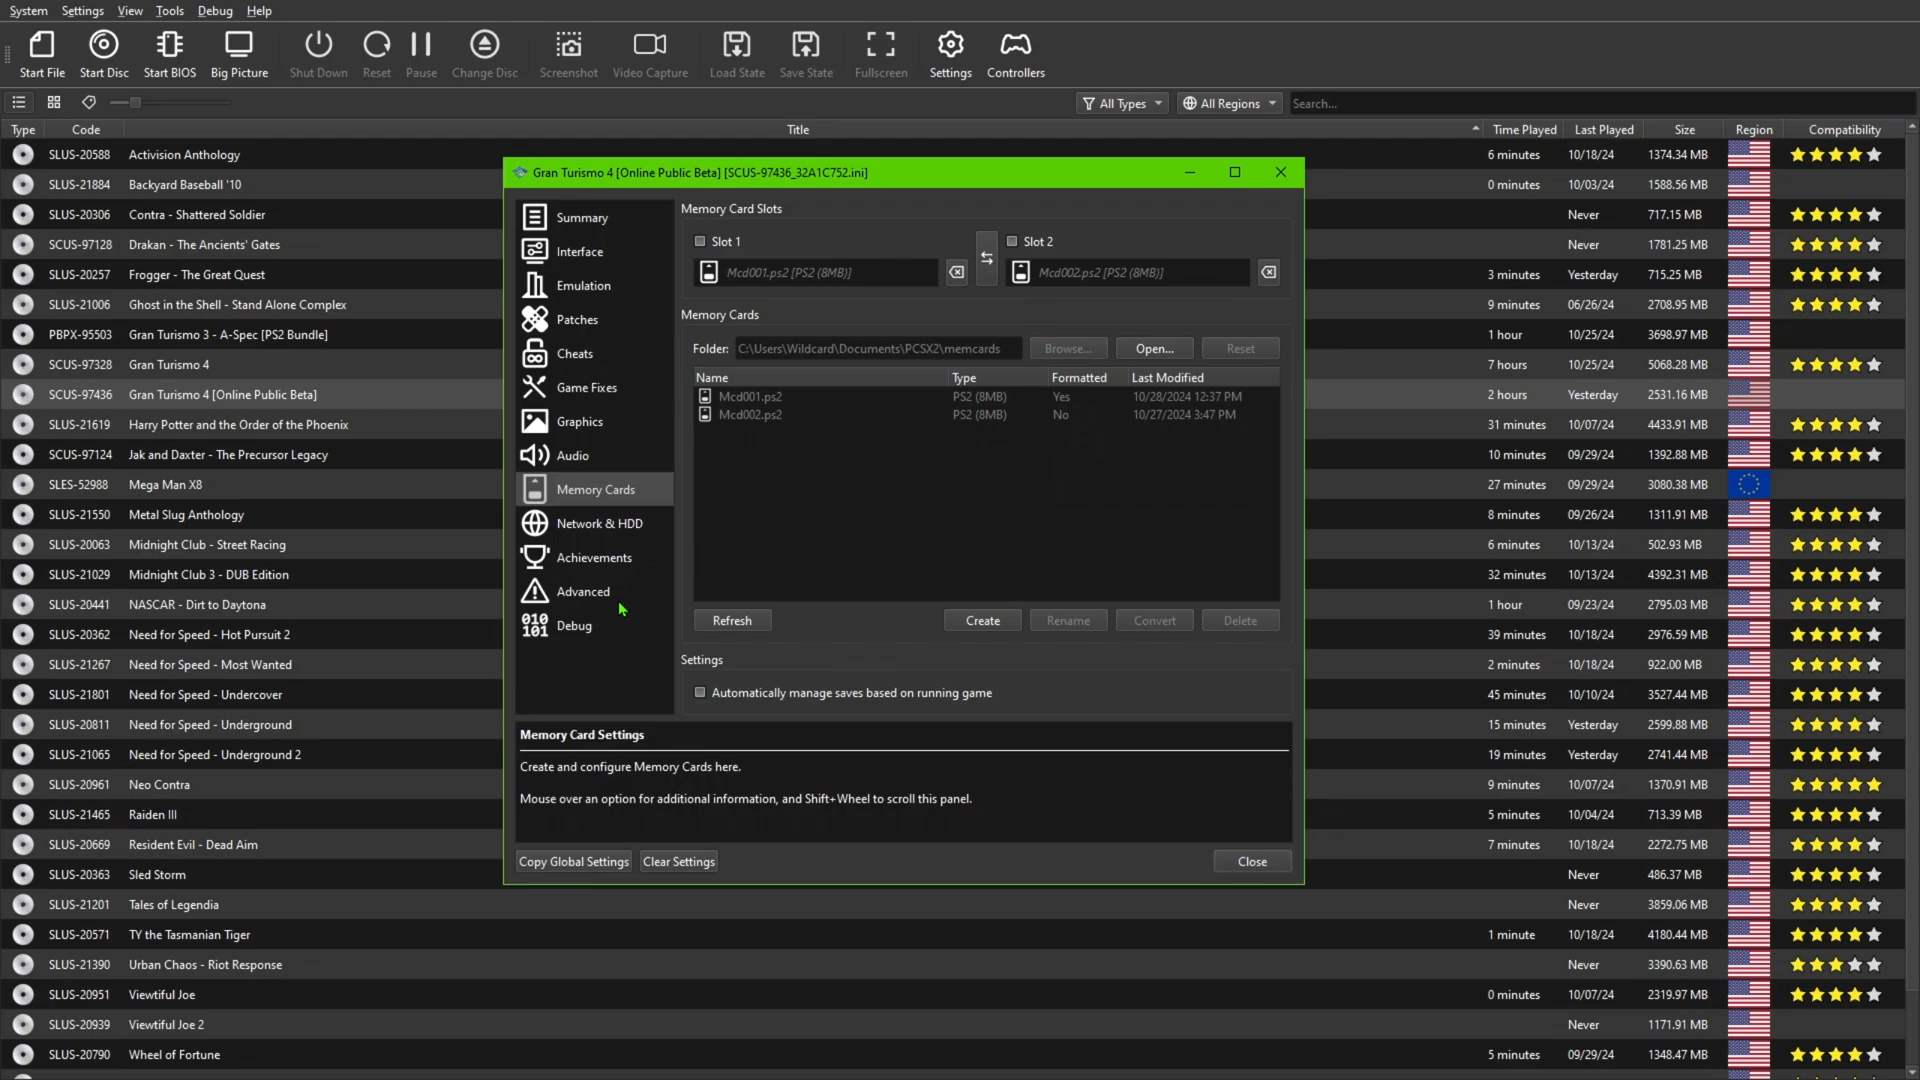 System Settings View Tools Debug Help
Start File Start Disc Start BIOS Big Picture Shut Down Reset Pause Change Disc Screenshot Video Capture Load State Save State Fullscreen Settings Controllers
All Types All Regions Search...
Type Code Title Time Played Last Played Size Region Compatibility
SLUS-20588 Activision Anthology 6 minutes 10/18/24 1374.34 MB
SLUS-21884 Backyard Baseball '10 0 minutes 10/03/24 1588.56 MB
SLUS-20306 Contra - Shattered Soldier Never 717.15 MB
SCUS-97128 Drakan - The Ancients' Gates Never 1781.25 MB
SLUS-20257 Frogger - The Great Quest 3 minutes Yesterday 715.25 MB
SLUS-21006 Ghost in the Shell - Stand Alone Complex 9 minutes 06/26/24 2708.95 MB
PBPX-95503 Gran Turismo 3 - A-Spec [PS2 Bundle] 1 hour 10/25/24 3698.97 MB
SCUS-97328 Gran Turismo 4 7 hours 10/25/24 5068.28 MB
SCUS-97436 Gran Turismo 4 [Online Public Beta] 2 hours Yesterday 2531.16 MB
SLUS-21619 Harry Potter and the Order of the Phoenix 31 minutes 10/07/24 4433.91 MB
SCUS-97124 Jak and Daxter - The Precursor Legacy 10 minutes 09/29/24 1392.88 MB
SLES-52988 Mega Man X8 27 minutes 09/29/24 3080.38 MB
SLUS-21550 Metal Slug Anthology 8 minutes 09/26/24 1311.91 MB
SLUS-20063 Midnight Club - Street Racing 6 minutes 10/13/24 502.93 MB
SLUS-21029 Midnight Club 3 - DUB Edition 32 minutes 10/13/24 4392.31 MB
SLUS-20441 NASCAR - Dirt to Daytona 1 hour 09/23/24 2795.03 MB
SLUS-20362 Need for Speed - Hot Pursuit 2 39 minutes 10/18/24 2976.59 MB
SLUS-21267 Need for Speed - Most Wanted 2 minutes 10/18/24 922.00 MB
SLUS-21801 Need for Speed - Undercover 45 minutes 10/10/24 3527.44 MB
SLUS-20811 Need for Speed - Underground 15 minutes Yesterday 2599.88 MB
SLUS-21065 Need for Speed - Underground 2 19 minutes Yesterday 2741.44 MB
SLUS-20961 Neo Contra 9 minutes 10/07/24 1370.91 MB
SLUS-21465 Raiden III 5 minutes 10/04/24 713.39 MB
SLUS-20669 Resident Evil - Dead Aim 7 minutes 10/18/24 2272.75 MB
SLUS-20363 Sled Storm Never 486.37 MB
SLUS-21201 Tales of Legendia Never 3859.06 MB
SLUS-20571 TY the Tasmanian Tiger 1 minute 10/18/24 4180.44 MB
SLUS-21390 Urban Chaos - Riot Response Never 3390.63 MB
SLUS-20951 Viewtiful Joe 0 minutes 10/07/24 2319.97 MB
SLUS-20939 Viewtiful Joe 2 Never 1171.91 MB
SLUS-20790 Wheel of Fortune 5 minutes 09/29/24 1348.47 MB
Gran Turismo 4 [Online Public Beta] [SCUS-97436_32A1C752.ini]
Summary
Interface
Emulation
Patches
Cheats
Game Fixes
Graphics
Audio
Memory Cards
Network & HDD
Achievements
Advanced
010
101 Debug
Memory Card Slots
Slot 1 Slot 2
Mcd001.ps2 [PS2 (8MB)] Mcd002.ps2 [PS2 (8MB)]
Memory Cards
Folder: C:\Users\Wildcard\Documents\PCSX2\memcards Browse... Open... Reset
Name Type Formatted Last Modified
Mcd001.ps2 PS2 (8MB) Yes 10/28/2024 12:37 PM
Mcd002.ps2 PS2 (8MB) No 10/27/2024 3:47 PM
Refresh Create Rename Convert Delete
Settings
Automatically manage saves based on running game
Memory Card Settings
Create and configure Memory Cards here.
Mouse over an option for additional information, and Shift+Wheel to scroll this panel.
Copy Global Settings Clear Settings Close